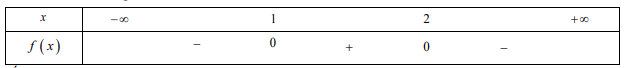 x −∞ 1 2 +∞
f(x) − 0 + 0 −